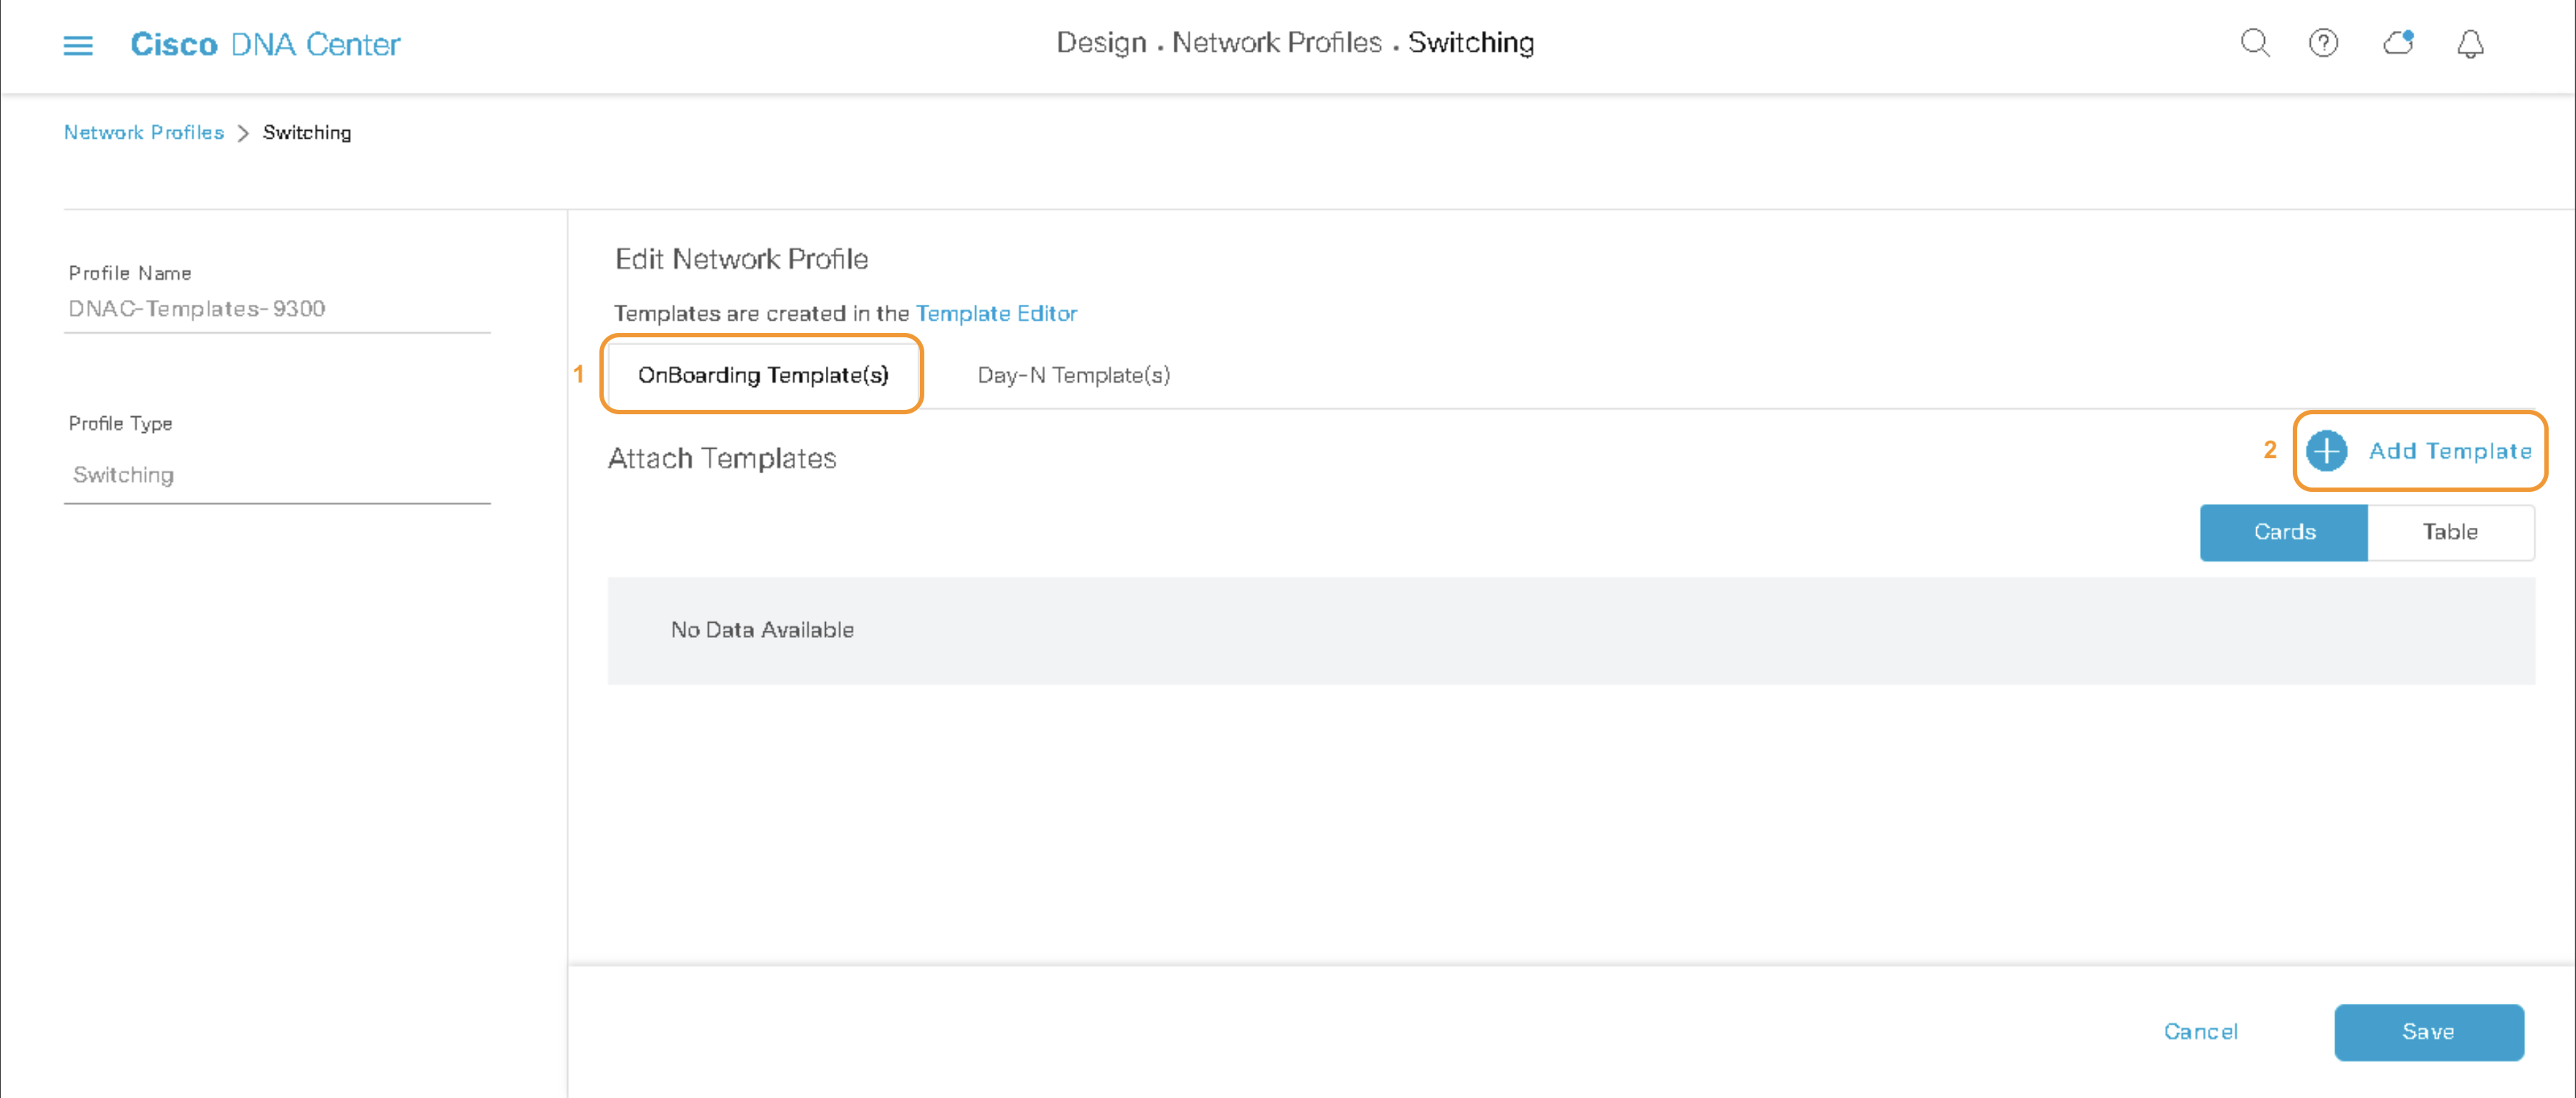 Cisco DNA Center
Design . Network Profiles . Switching
Network Profiles > Switching
Profile Name
DNAC-Templates-9300
Profile Type
Switching
Edit Network Profile
Templates are created in the Template Editor
1
OnBoarding Template(s)
Day-N Template(s)
Attach Templates
2
Add Template
Cards
Table
No Data Available
Cancel
Save